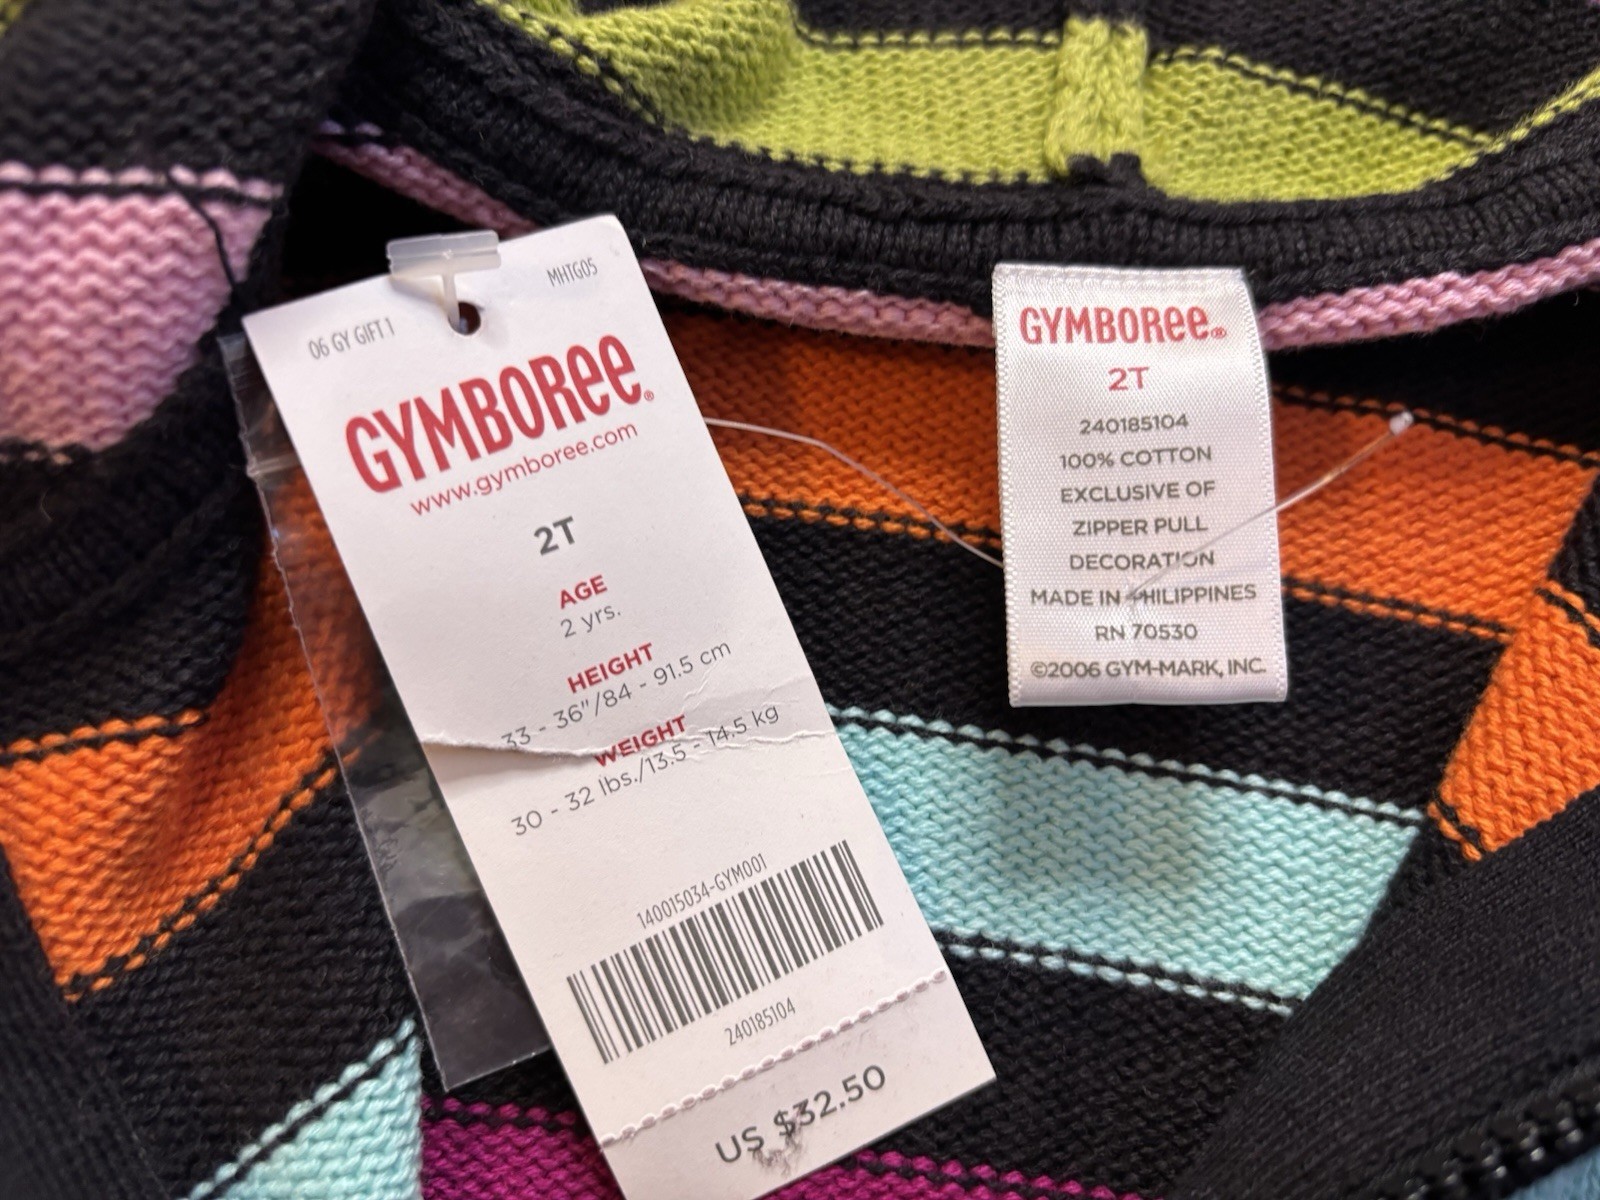 06 GY GIFT 1
MHTG05
GYMBOREE®
www.gymboree.com
2T
AGE
2 yrs.
HEIGHT
33 - 36"/84 - 91.5 cm
WEIGHT
30 - 32 lbs./13.5 - 14.5 kg
140015034-GYM001
240185104
US $32.50
GYMBOREE®
2T
240185104
100% COTTON
EXCLUSIVE OF
ZIPPER PULL
DECORATION
MADE IN PHILIPPINES
RN 70530
©2006 GYM-MARK, INC.